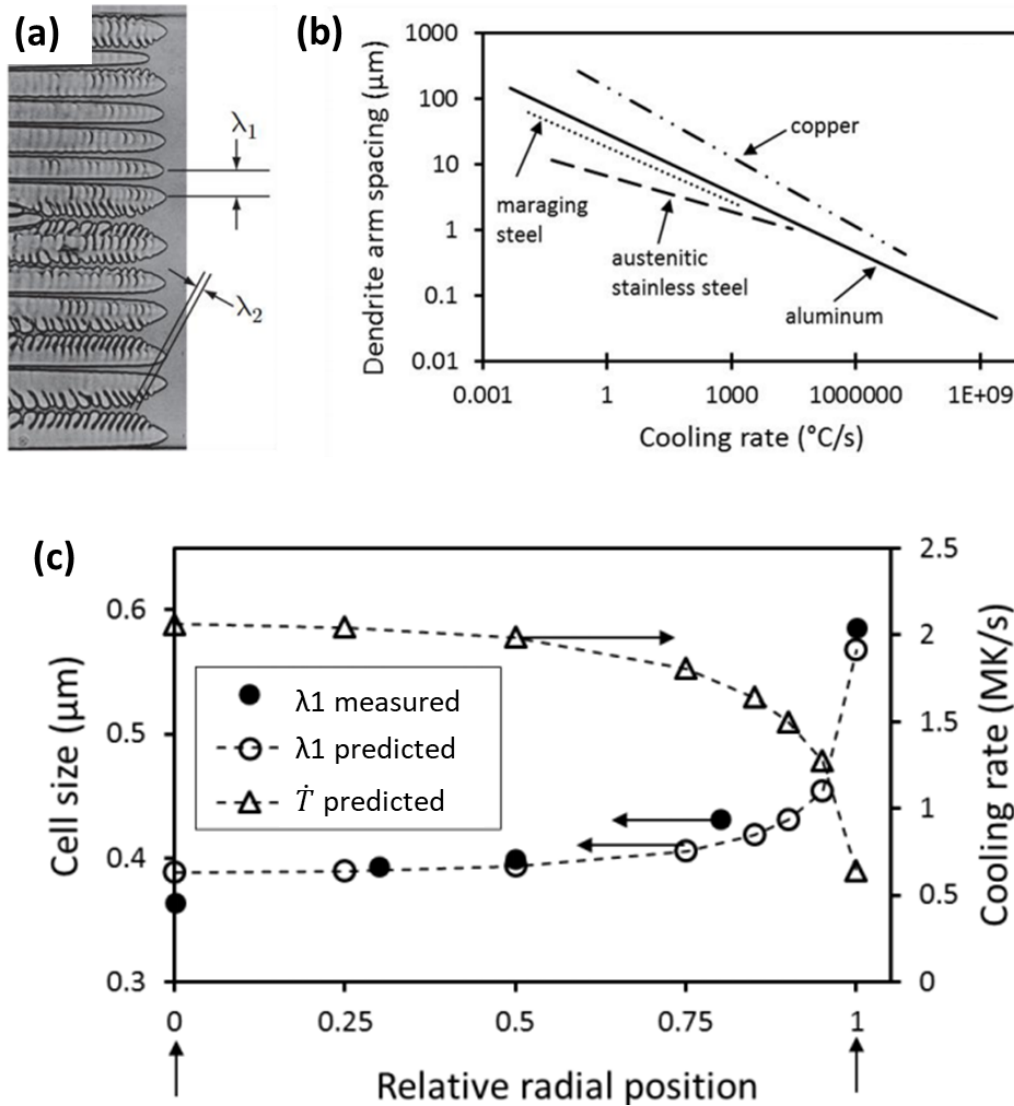 (a)
λ1
λ2
(b)
Dendrite arm spacing (µm)
1000
100
10
1
0.1
0.01
0.001
1
1000
1000000
1E+09
Cooling rate (°C/s)
copper
maraging
steel
austenitic
stainless steel
aluminum
(c)
Cell size (µm)
0.6
0.5
0.4
0.3
λ1 measured
λ1 predicted
Ṫ predicted
2.5
2
1.5
1
0.5
0
Cooling rate (MK/s)
0
0.25
0.5
0.75
1
Relative radial position